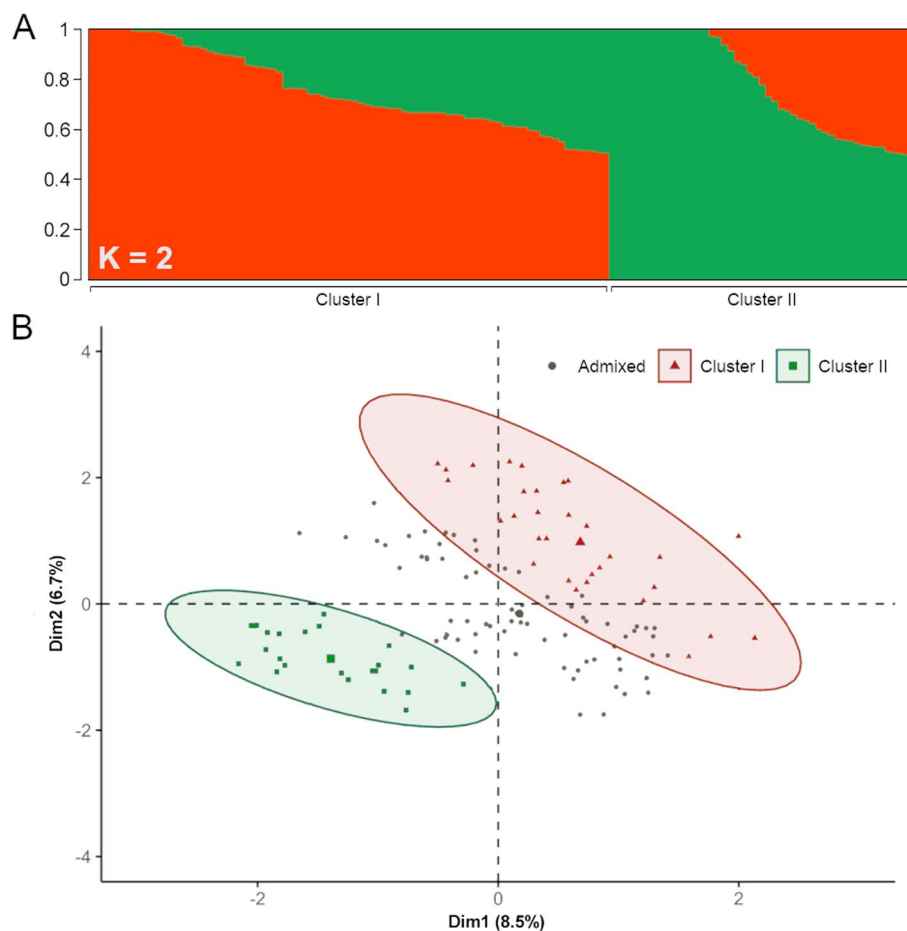 A
1
0.8
0.6
0.4
0.2
0
K = 2
Cluster I
Cluster II
B
Admixed
Cluster I
Cluster II
4
2
0
-2
-4
Dim2 (6.7%)
-2
0
2
Dim1 (8.5%)